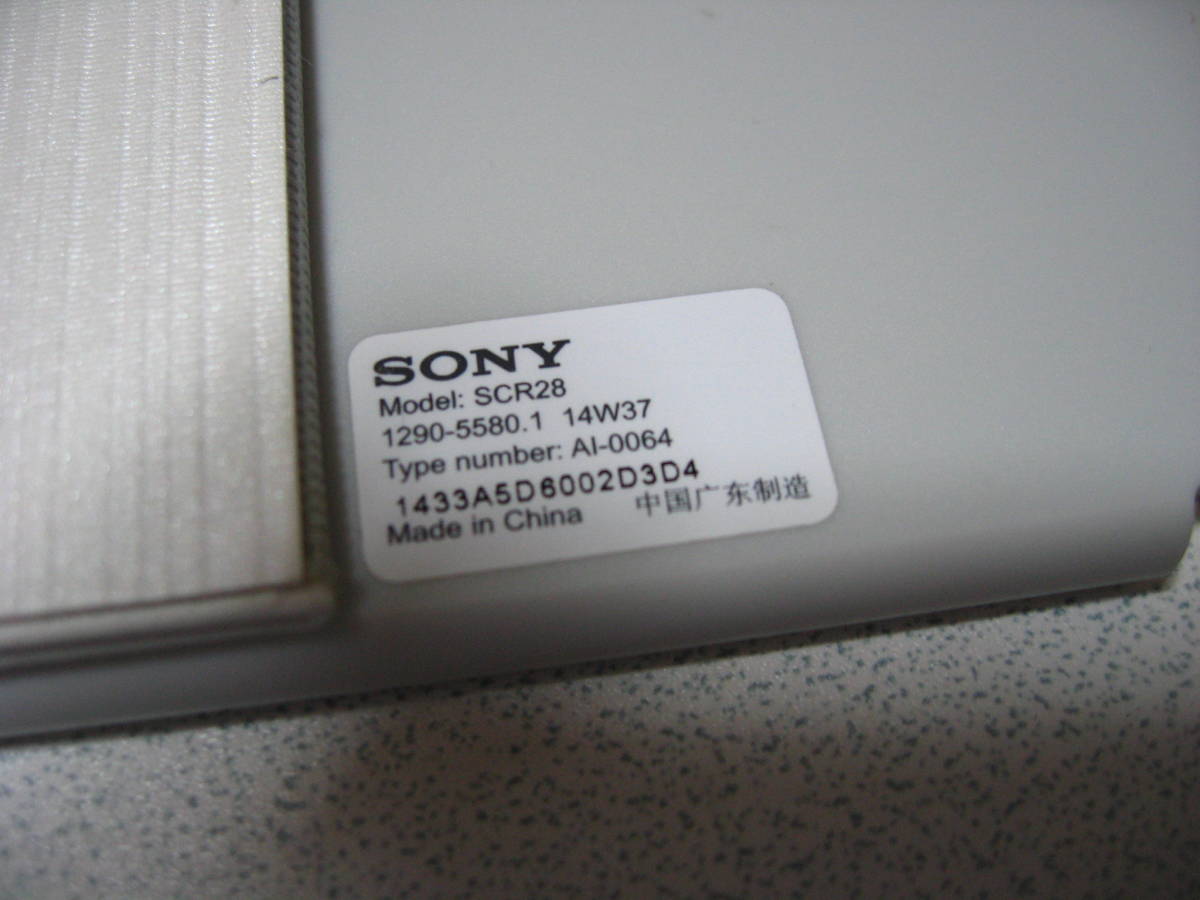 SONY
Model: SCR28
1290-5580.1 14W37
Type number: AI-0064
1433A5D6002D3D4
Made in China 中国广东制造